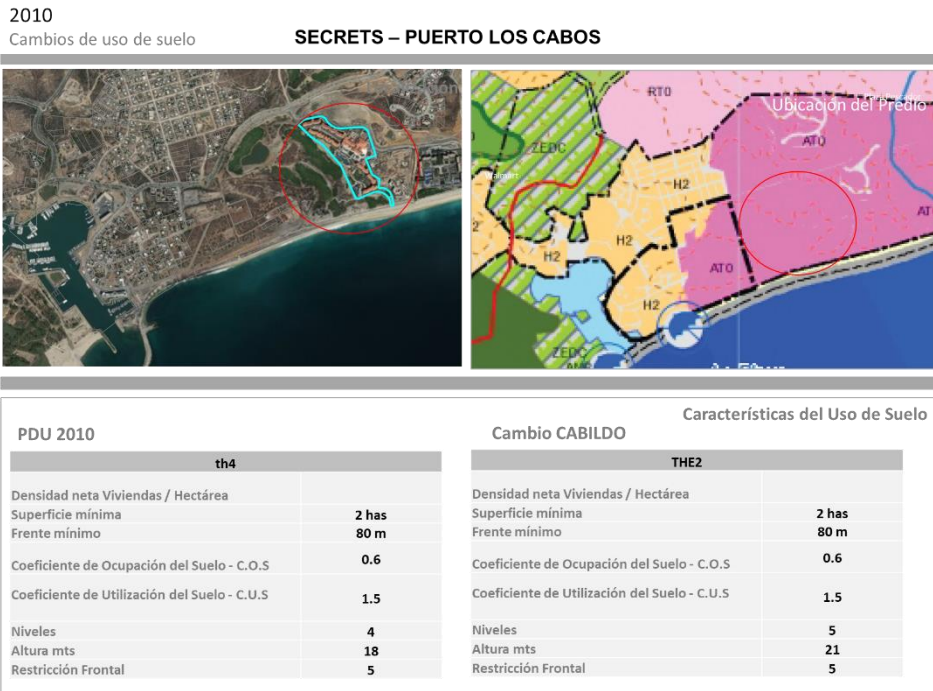 2010
Cambios de uso de suelo
SECRETS – PUERTO LOS CABOS
Ubicación del Predio
Walmart
RT0
ZEDC
AT0
H2
H2
H2
H2
AT0
AT
2
ZEDC
Características del Uso de Suelo
PDU 2010
th4
Densidad neta Viviendas / Hectárea
Superficie mínima 2 has
Frente mínimo 80 m
Coeficiente de Ocupación del Suelo - C.O.S 0.6
Coeficiente de Utilización del Suelo - C.U.S 1.5
Niveles 4
Altura mts 18
Restricción Frontal 5
Cambio CABILDO
THE2
Densidad neta Viviendas / Hectárea
Superficie mínima 2 has
Frente mínimo 80 m
Coeficiente de Ocupación del Suelo - C.O.S 0.6
Coeficiente de Utilización del Suelo - C.U.S 1.5
Niveles 5
Altura mts 21
Restricción Frontal 5